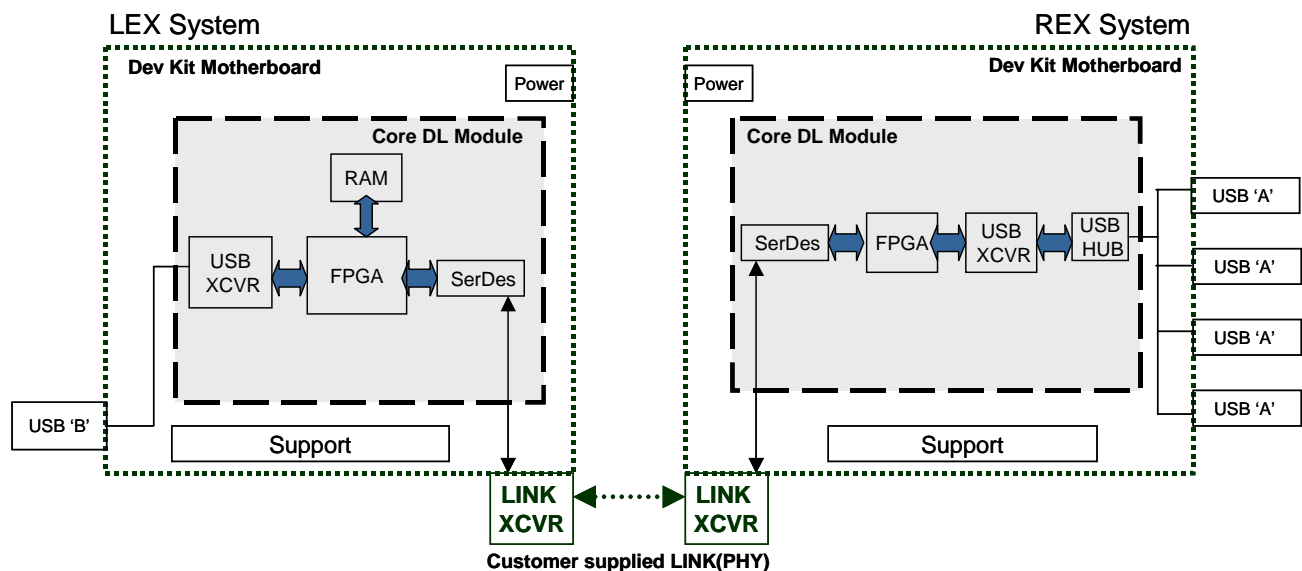 LEX System
Dev Kit Motherboard
Power
Core DL Module
RAM
USB
XCVR
FPGA
SerDes
USB ‘B’
Support
LINK
XCVR
REX System
Dev Kit Motherboard
Power
Core DL Module
SerDes
FPGA
USB
XCVR
USB
HUB
USB ‘A’
USB ‘A’
USB ‘A’
USB ‘A’
Support
LINK
XCVR
Customer supplied LINK(PHY)